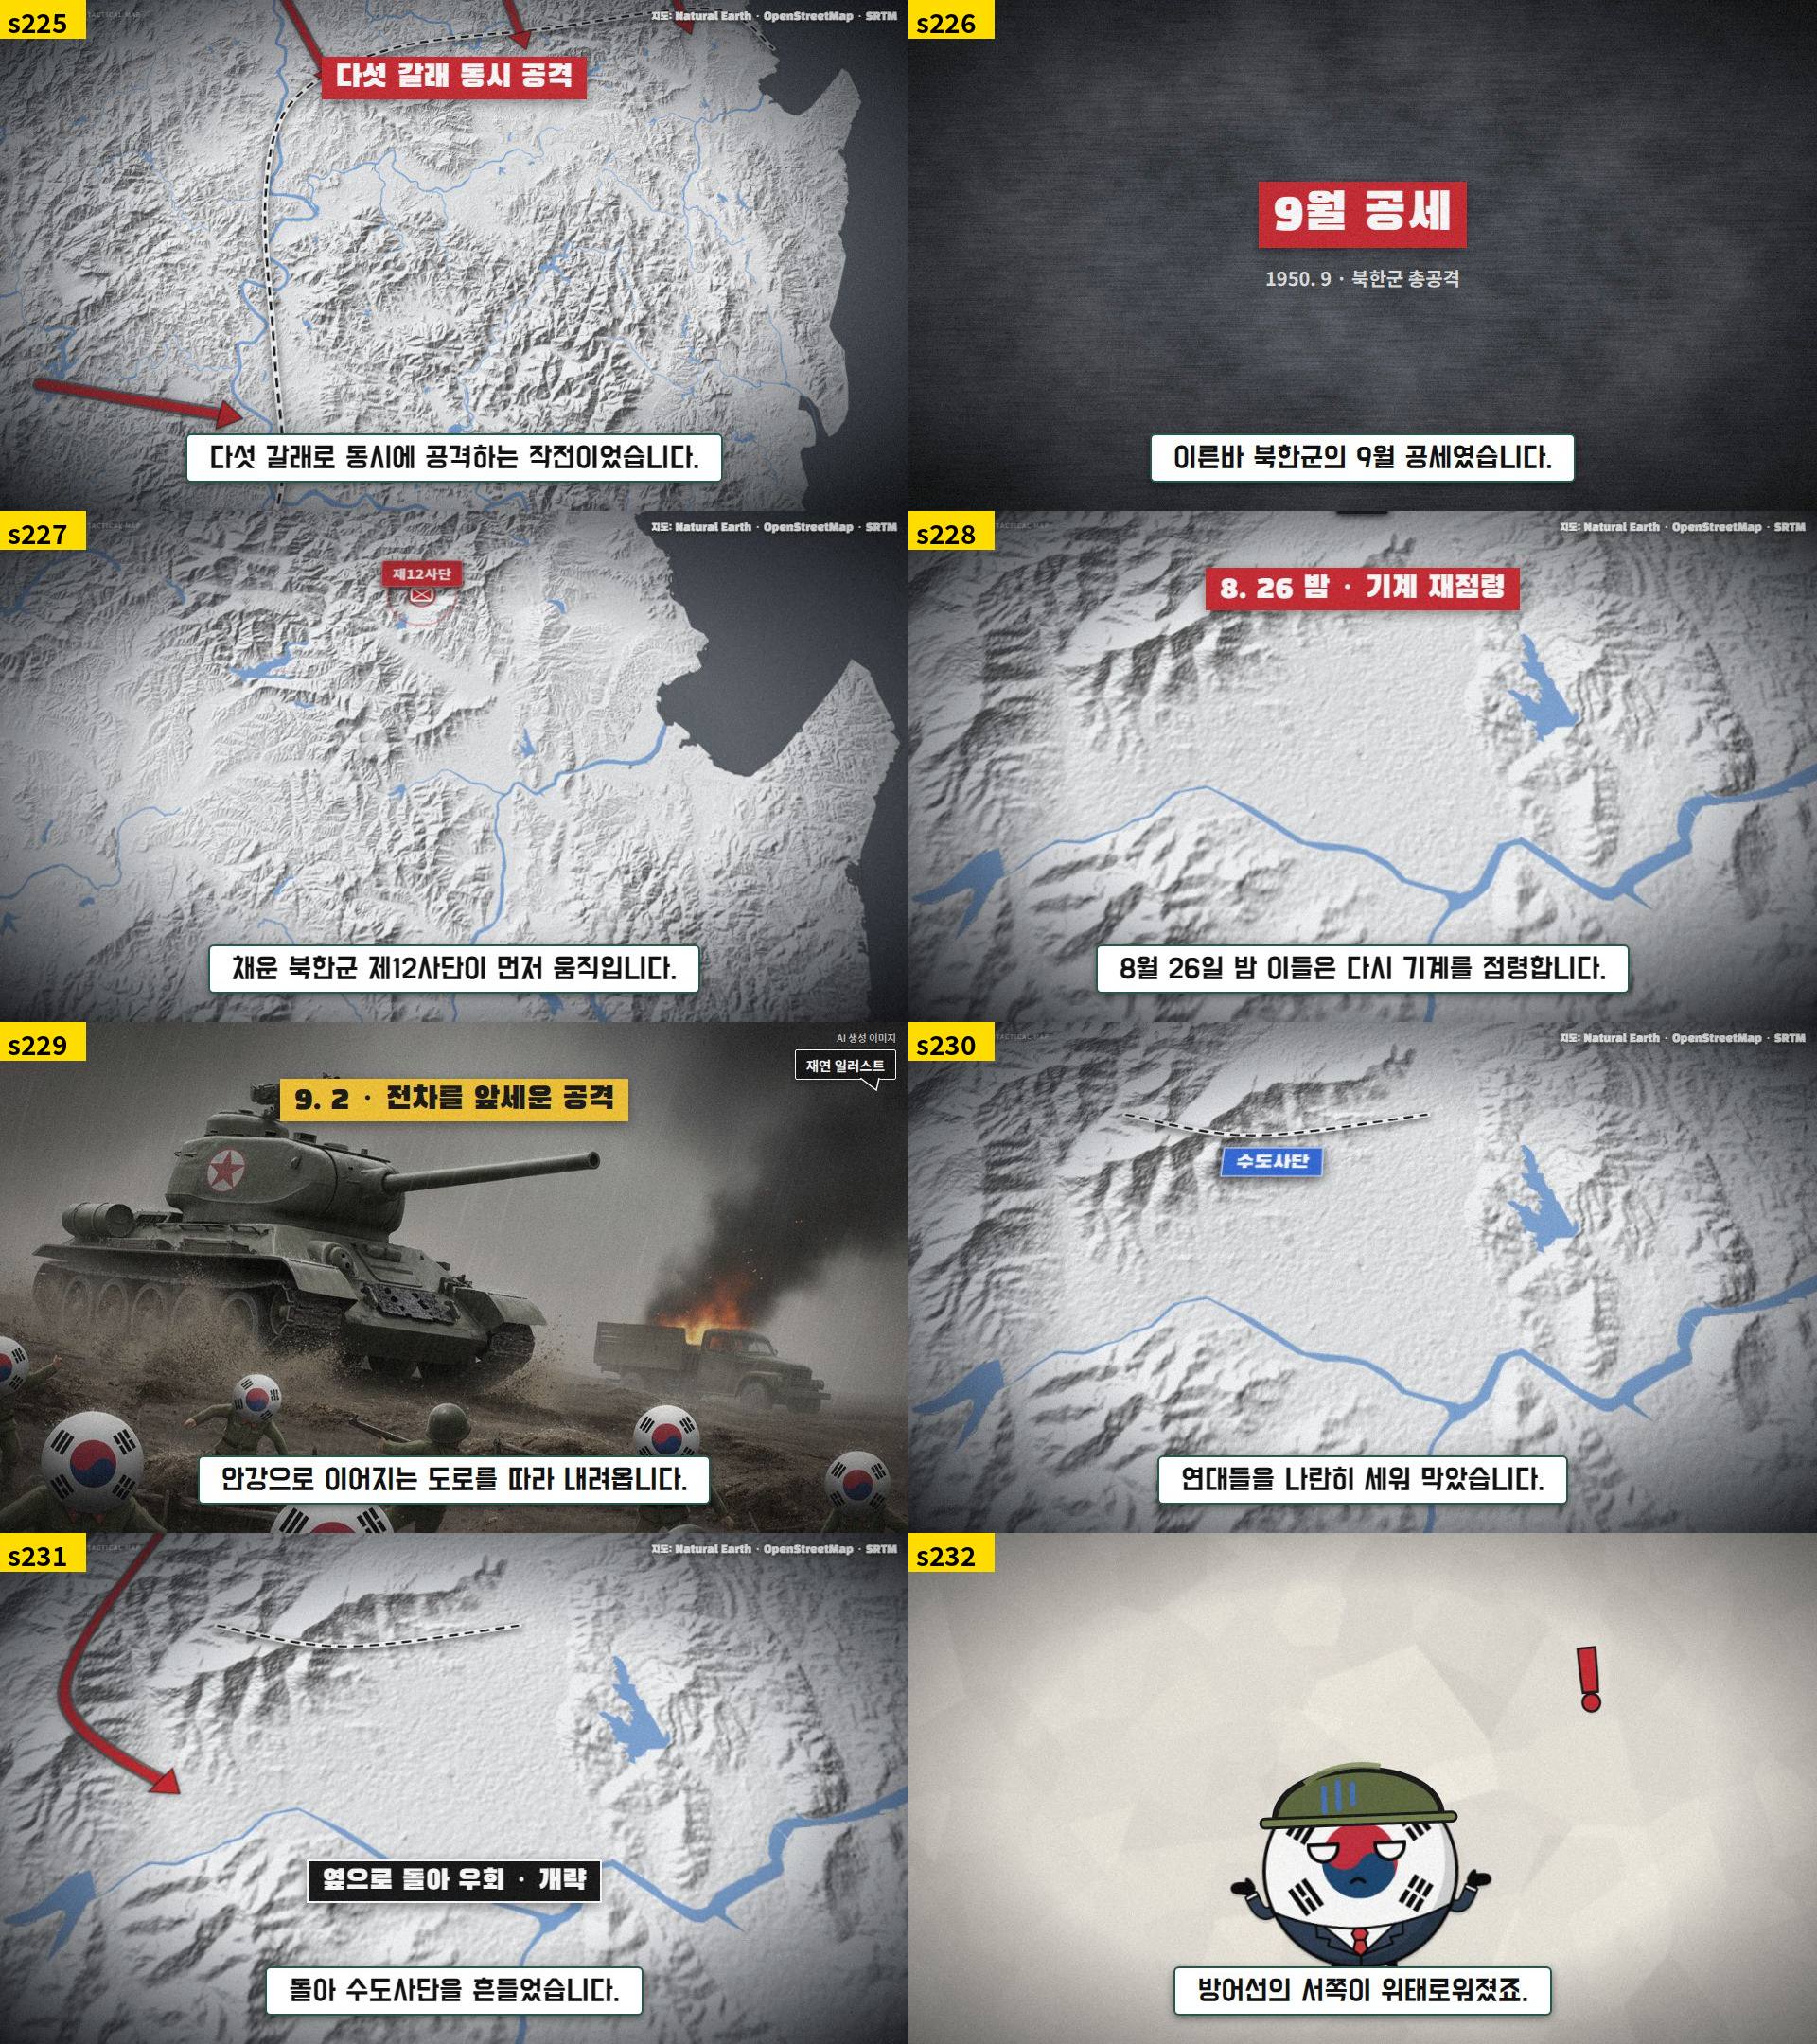 s225
TACTICAL MAP
지도: Natural Earth · OpenStreetMap · SRTM
다섯 갈래 동시 공격
다섯 갈래로 동시에 공격하는 작전이었습니다.
s226
9월 공세
1950. 9 · 북한군 총공격
이른바 북한군의 9월 공세였습니다.
s227
TACTICAL MAP
지도: Natural Earth · OpenStreetMap · SRTM
제12사단
채운 북한군 제12사단이 먼저 움직입니다.
s228
TACTICAL MAP
지도: Natural Earth · OpenStreetMap · SRTM
8. 26 밤 · 기계 재점령
8월 26일 밤 이들은 다시 기계를 점령합니다.
s229
AI 생성 이미지
재연 일러스트
9. 2 · 전차를 앞세운 공격
안강으로 이어지는 도로를 따라 내려옵니다.
s230
TACTICAL MAP
지도: Natural Earth · OpenStreetMap · SRTM
수도사단
연대들을 나란히 세워 막았습니다.
s231
TACTICAL MAP
지도: Natural Earth · OpenStreetMap · SRTM
옆으로 돌아 우회 · 개략
돌아 수도사단을 흔들었습니다.
s232
방어선의 서쪽이 위태로워졌죠.